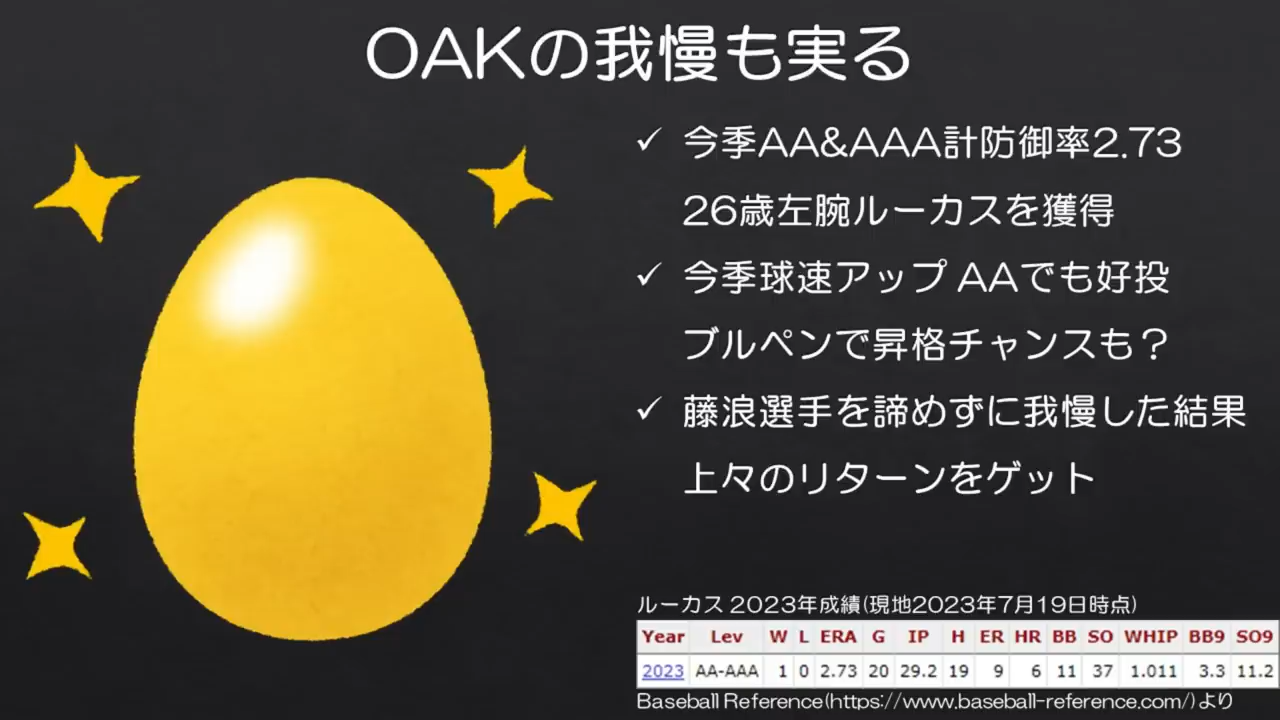 OAKの我慢も実る
✓ 今季AA&AAA計防御率2.73
26歳左腕ルーカスを獲得
✓ 今季球速アップ AAでも好投
ブルペンで昇格チャンスも？
✓ 藤浪選手を諦めずに我慢した結果
上々のリターンをゲット
ルーカス 2023年成績(現地2023年7月19日時点)
Year Lev W L ERA G IP H ER HR BB SO WHIP BB9 SO9
2023 AA-AAA 1 0 2.73 20 29.2 19 9 6 11 37 1.011 3.3 11.2
Baseball Reference(https://www.baseball-reference.com/)より